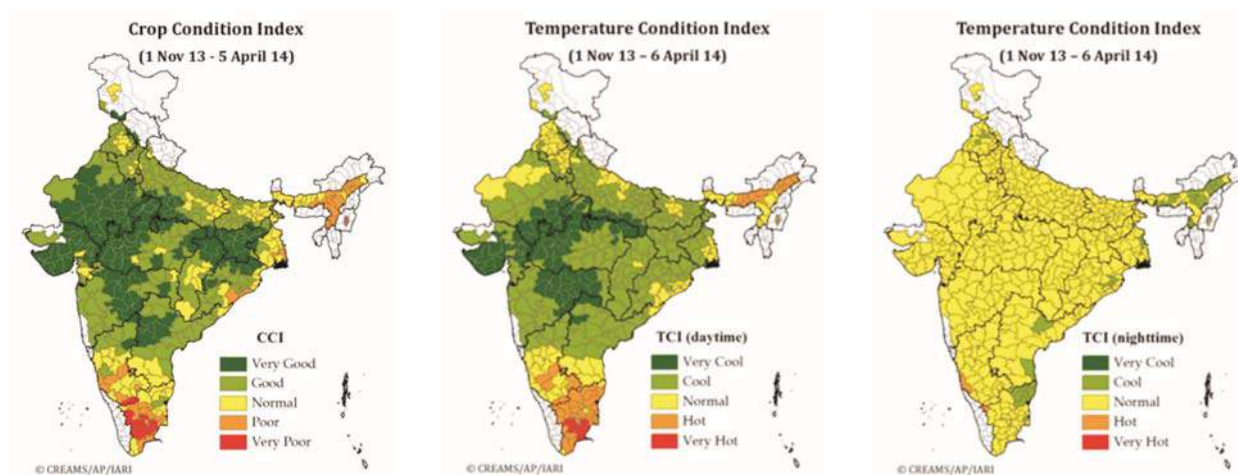 Crop Condition Index
(1 Nov 13 - 5 April 14)
CCI
Very Good
Good
Normal
Poor
Very Poor
© CREAMS/AP/IARI
Temperature Condition Index
(1 Nov 13 – 6 April 14)
TCI (daytime)
Very Cool
Cool
Normal
Hot
Very Hot
© CREAMS/AP/IARI
Temperature Condition Index
(1 Nov 13 – 6 April 14)
TCI (nighttime)
Very Cool
Cool
Normal
Hot
Very Hot
© CREAMS/AP/IARI